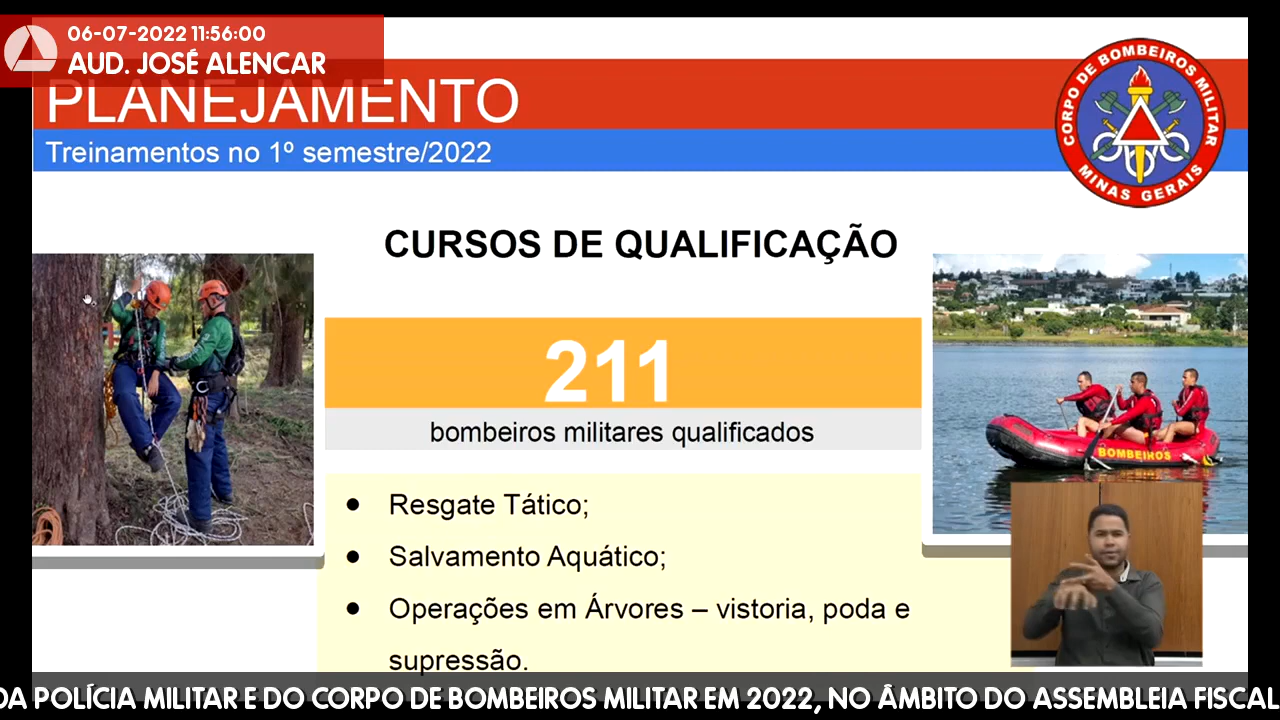 06-07-2022 11:56:00
AUD. JOSÉ ALENCAR
PLANEJAMENTO
Treinamentos no 1º semestre/2022
CORPO DE BOMBEIROS MILITAR
MINAS GERAIS
CURSOS DE QUALIFICAÇÃO
211
bombeiros militares qualificados
BOMBEIROS
• Resgate Tático;
• Salvamento Aquático;
• Operações em Árvores – vistoria, poda e
supressão.
DA POLÍCIA MILITAR E DO CORPO DE BOMBEIROS MILITAR EM 2022, NO ÂMBITO DO ASSEMBLEIA FISCAL